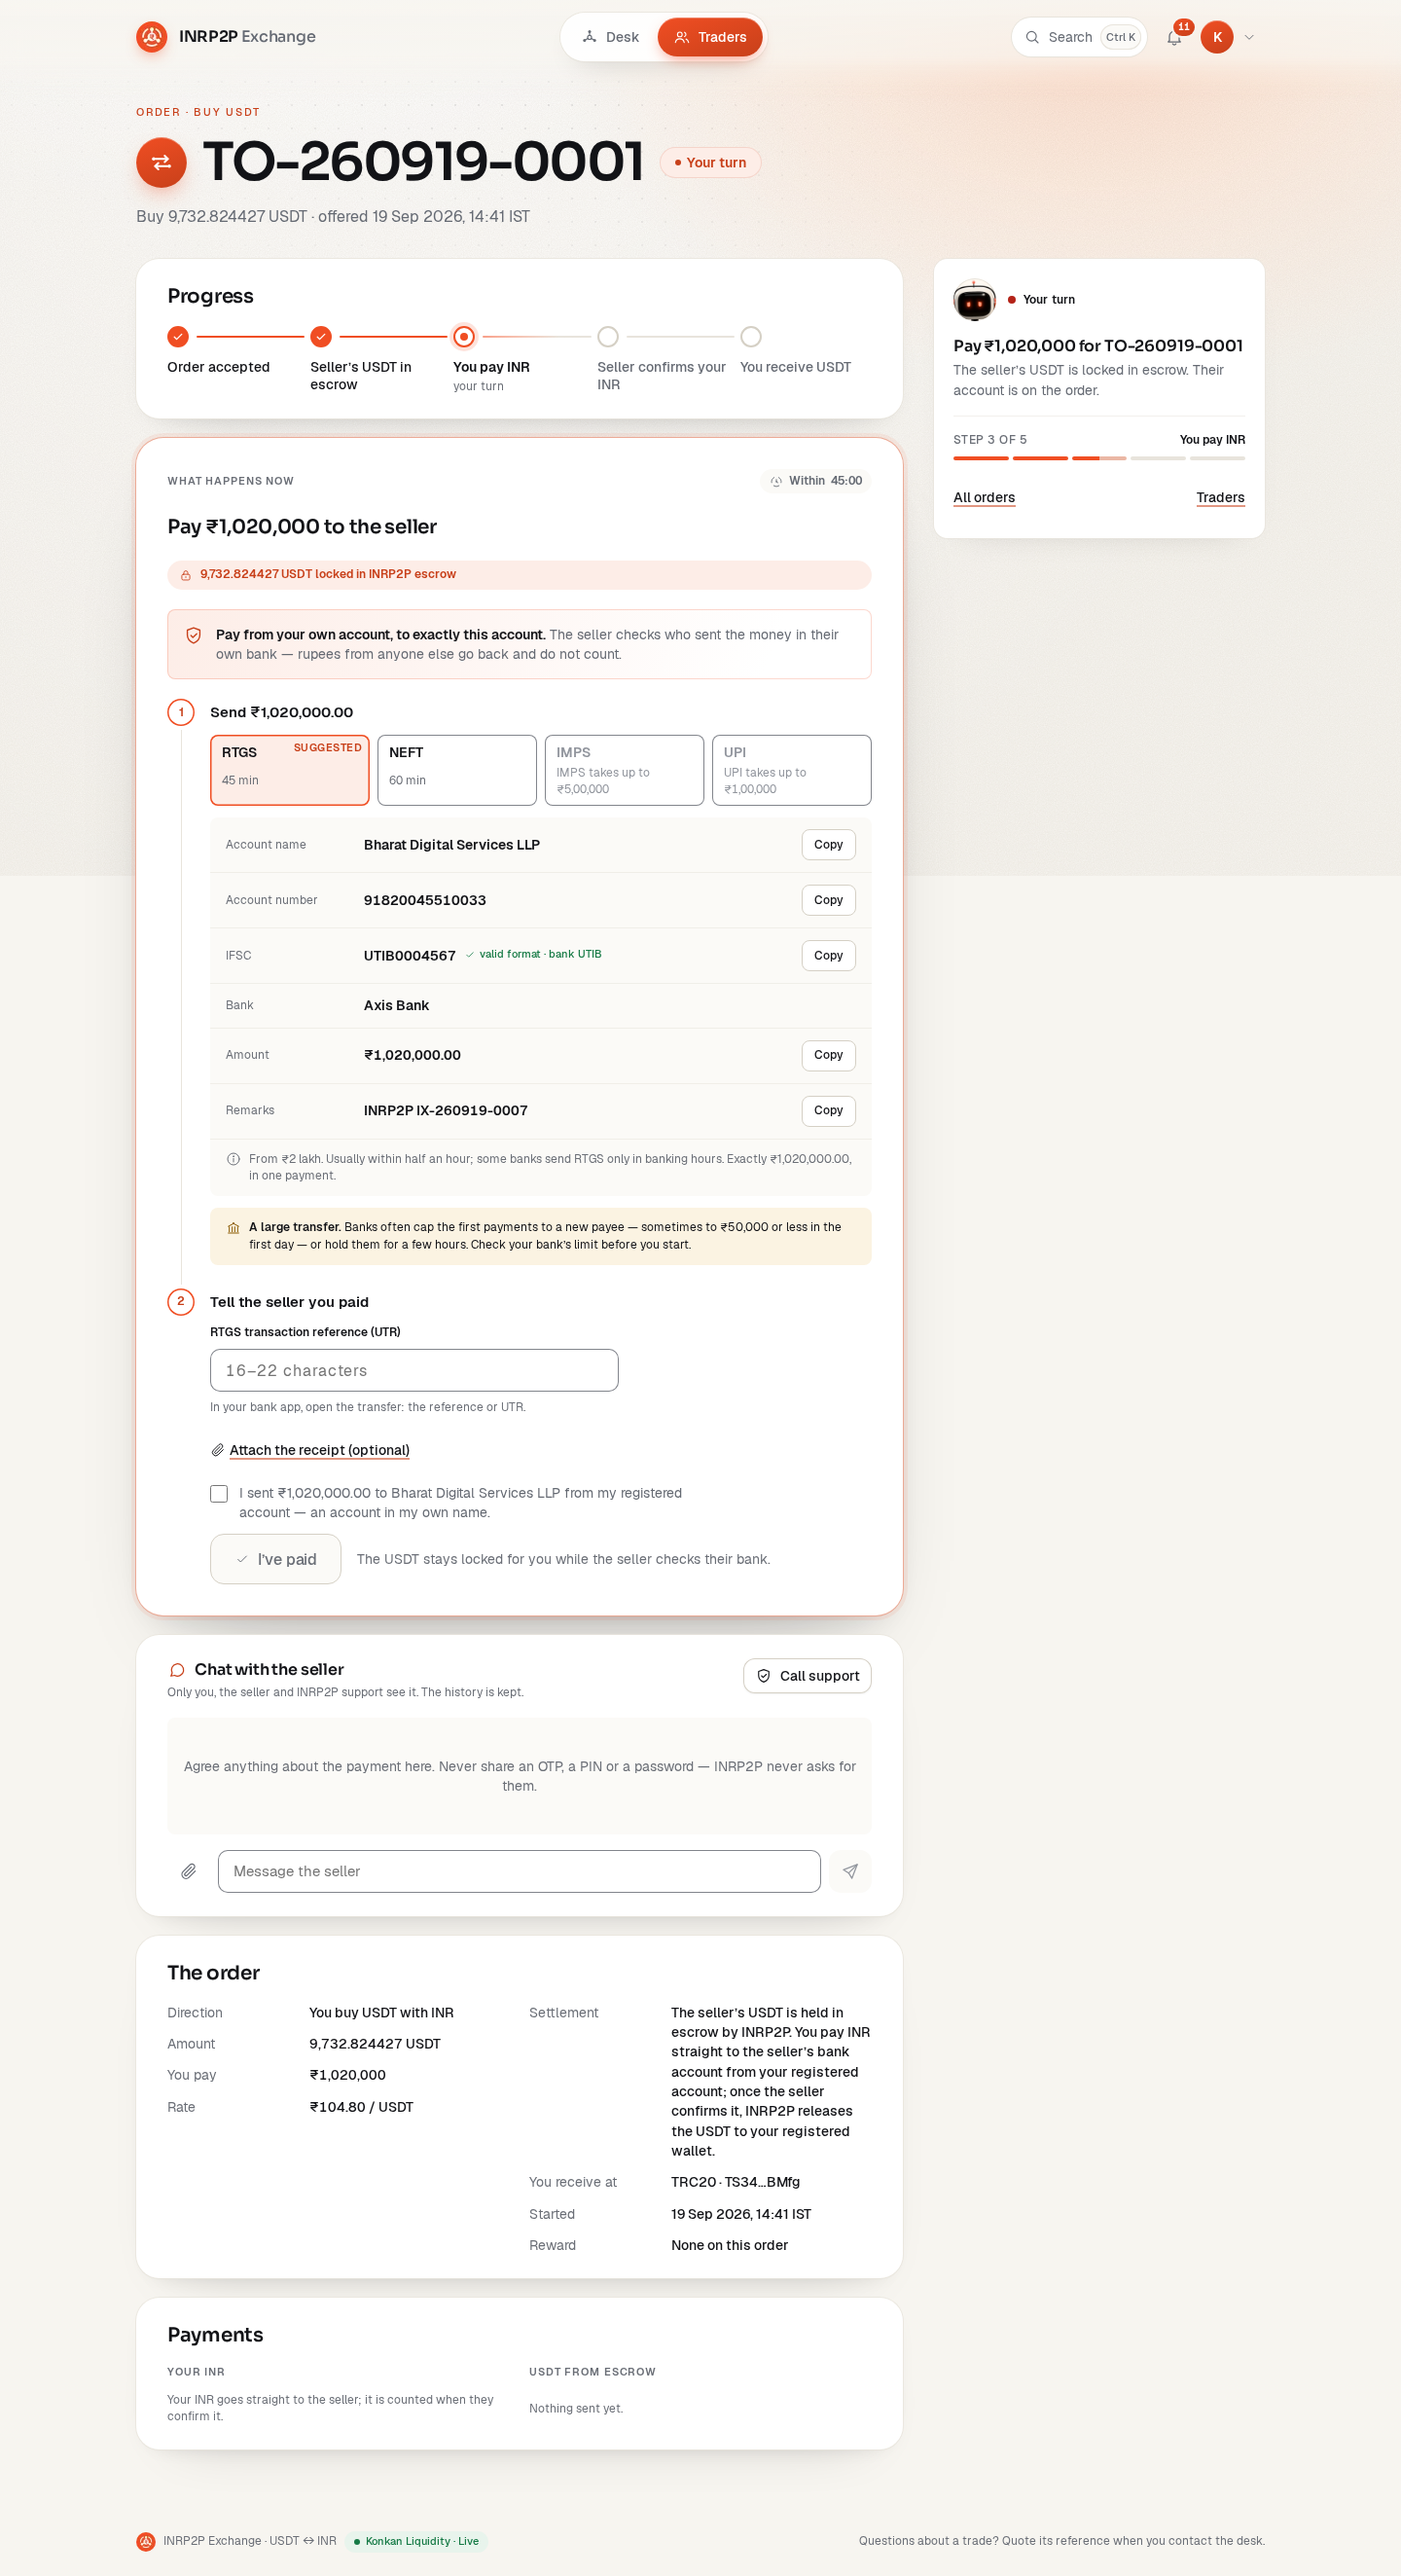 INRP2P Exchange
Desk
Traders
Search
Ctrl K
11
K
ORDER · BUY USDT
TO-260919-0001
Your turn
Buy 9,732.824427 USDT · offered 19 Sep 2026, 14:41 IST
Progress
Order accepted
Seller's USDT in
escrow
You pay INR
your turn
Seller confirms your
INR
You receive USDT
Your turn
Pay ₹1,020,000 for TO-260919-0001
The seller's USDT is locked in escrow. Their
account is on the order.
STEP 3 OF 5
You pay INR
All orders
Traders
WHAT HAPPENS NOW
Within 45:00
Pay ₹1,020,000 to the seller
9,732.824427 USDT locked in INRP2P escrow
Pay from your own account, to exactly this account. The seller checks who sent the money in their
own bank — rupees from anyone else go back and do not count.
1
Send ₹1,020,000.00
RTGS
SUGGESTED
45 min
NEFT
60 min
IMPS
IMPS takes up to
₹5,00,000
UPI
UPI takes up to
₹1,00,000
Account name
Bharat Digital Services LLP
Copy
Account number
91820045510033
Copy
IFSC
UTIB0004567
valid format · bank UTIB
Copy
Bank
Axis Bank
Amount
₹1,020,000.00
Copy
Remarks
INRP2P IX-260919-0007
Copy
From ₹2 lakh. Usually within half an hour; some banks send RTGS only in banking hours. Exactly ₹1,020,000.00,
in one payment.
A large transfer. Banks often cap the first payments to a new payee — sometimes to ₹50,000 or less in the
first day — or hold them for a few hours. Check your bank's limit before you start.
2
Tell the seller you paid
RTGS transaction reference (UTR)
16–22 characters
In your bank app, open the transfer: the reference or UTR.
Attach the receipt (optional)
I sent ₹1,020,000.00 to Bharat Digital Services LLP from my registered
account — an account in my own name.
I've paid
The USDT stays locked for you while the seller checks their bank.
Chat with the seller
Only you, the seller and INRP2P support see it. The history is kept.
Call support
Agree anything about the payment here. Never share an OTP, a PIN or a password — INRP2P never asks for
them.
Message the seller
The order
Direction
You buy USDT with INR
Amount
9,732.824427 USDT
You pay
₹1,020,000
Rate
₹104.80 / USDT
Settlement
The seller's USDT is held in
escrow by INRP2P. You pay INR
straight to the seller's bank
account from your registered
account; once the seller
confirms it, INRP2P releases
the USDT to your registered
wallet.
You receive at
TRC20 · TS34…BMfg
Started
19 Sep 2026, 14:41 IST
Reward
None on this order
Payments
YOUR INR
Your INR goes straight to the seller; it is counted when they
confirm it.
USDT FROM ESCROW
Nothing sent yet.
INRP2P Exchange · USDT ↔ INR
Konkan Liquidity · Live
Questions about a trade? Quote its reference when you contact the desk.